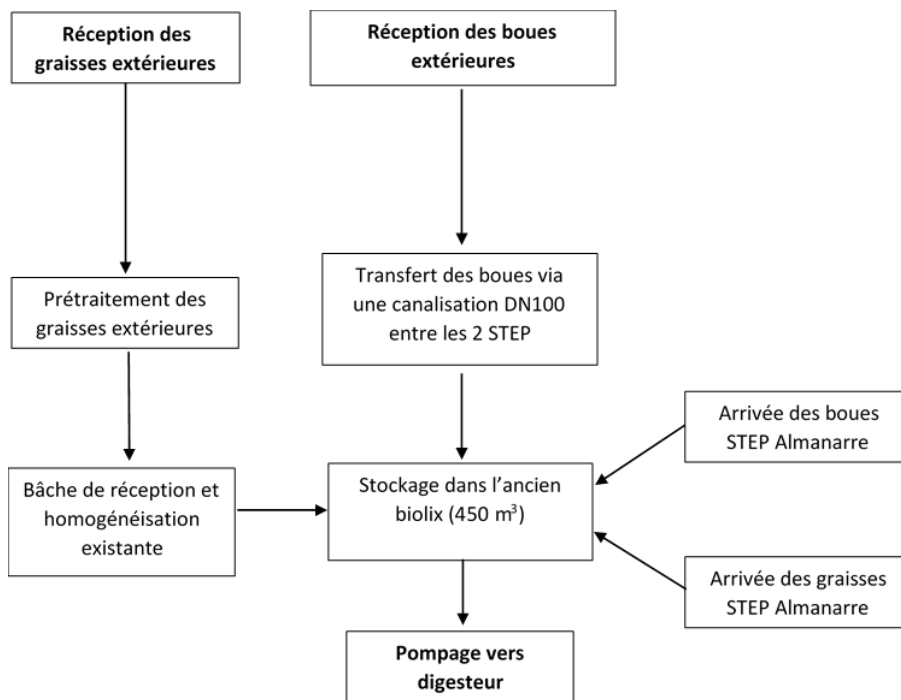 Réception des
graisses extérieures
Réception des boues
extérieures
Prétraitement des
graisses extérieures
Transfert des boues via
une canalisation DN100
entre les 2 STEP
Bâche de réception et
homogénéisation
existante
Stockage dans l'ancien
biolix (450 m³)
Arrivée des boues
STEP Almanarre
Arrivée des graisses
STEP Almanarre
Pompage vers
digesteur